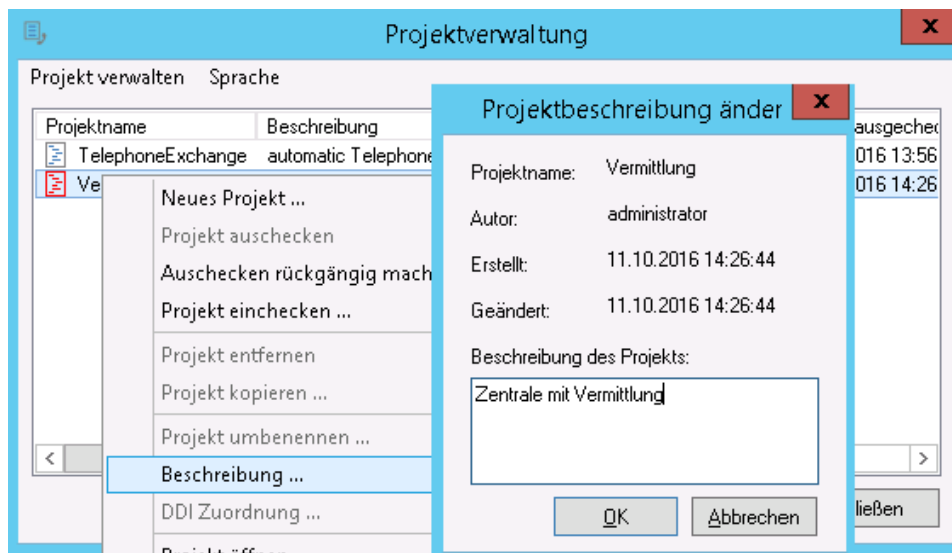 Projektverwaltung
Projekt verwalten Sprache
Projektname Beschreibung
TelephoneExchange automatic Telephone
016 13:56
016 14:26
Neues Projekt ...
Projekt auschecken
Auschecken rückgängig mach
Projekt einchecken ...
Projekt entfernen
Projekt kopieren ...
Projekt umbenennen ...
Beschreibung ...
DDI Zuordnung ...
Projektbeschreibung änder
Projektname: Vermittlung
Autor: administrator
Erstellt: 11.10.2016 14:26:44
Geändert: 11.10.2016 14:26:44
Beschreibung des Projekts:
Zentrale mit Vermittlung
OK Abbrechen